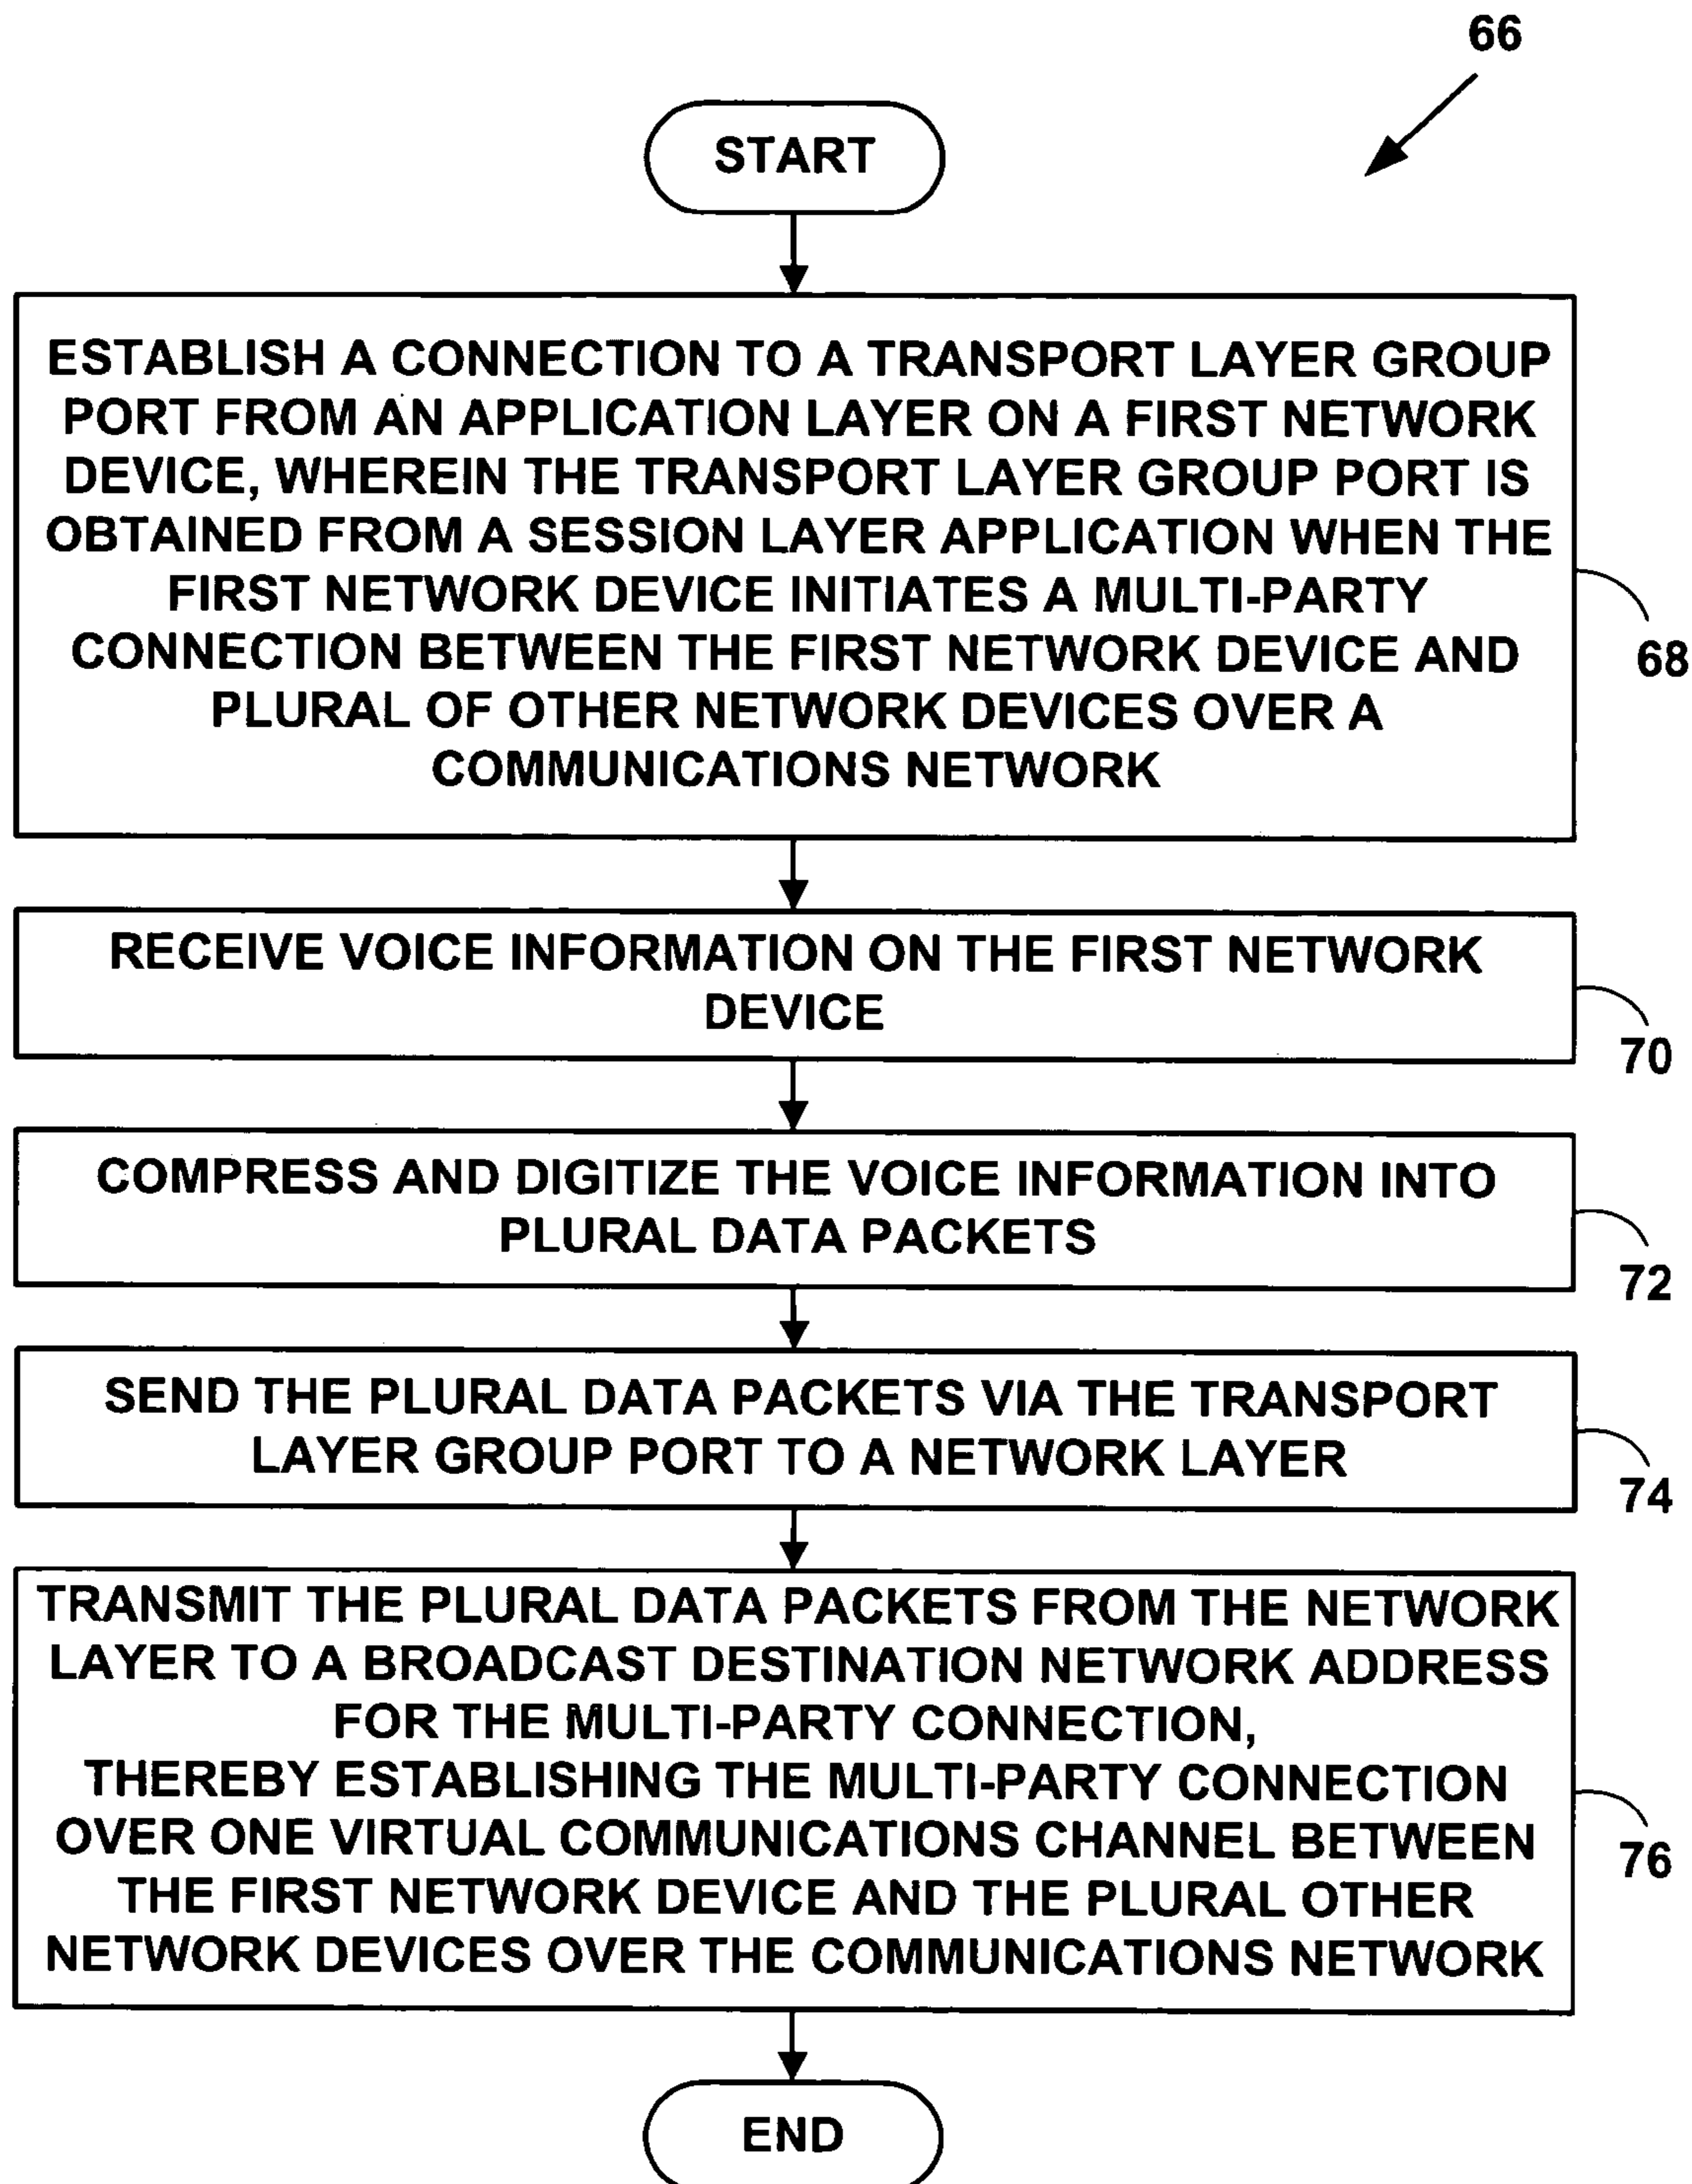 66
START
ESTABLISH A CONNECTION TO A TRANSPORT LAYER GROUP
PORT FROM AN APPLICATION LAYER ON A FIRST NETWORK
DEVICE, WHEREIN THE TRANSPORT LAYER GROUP PORT IS
OBTAINED FROM A SESSION LAYER APPLICATION WHEN THE
FIRST NETWORK DEVICE INITIATES A MULTI-PARTY
CONNECTION BETWEEN THE FIRST NETWORK DEVICE AND
PLURAL OF OTHER NETWORK DEVICES OVER A
COMMUNICATIONS NETWORK
68
RECEIVE VOICE INFORMATION ON THE FIRST NETWORK
DEVICE
70
COMPRESS AND DIGITIZE THE VOICE INFORMATION INTO
PLURAL DATA PACKETS
72
SEND THE PLURAL DATA PACKETS VIA THE TRANSPORT
LAYER GROUP PORT TO A NETWORK LAYER
74
TRANSMIT THE PLURAL DATA PACKETS FROM THE NETWORK
LAYER TO A BROADCAST DESTINATION NETWORK ADDRESS
FOR THE MULTI-PARTY CONNECTION,
THEREBY ESTABLISHING THE MULTI-PARTY CONNECTION
OVER ONE VIRTUAL COMMUNICATIONS CHANNEL BETWEEN
THE FIRST NETWORK DEVICE AND THE PLURAL OTHER
NETWORK DEVICES OVER THE COMMUNICATIONS NETWORK
76
END